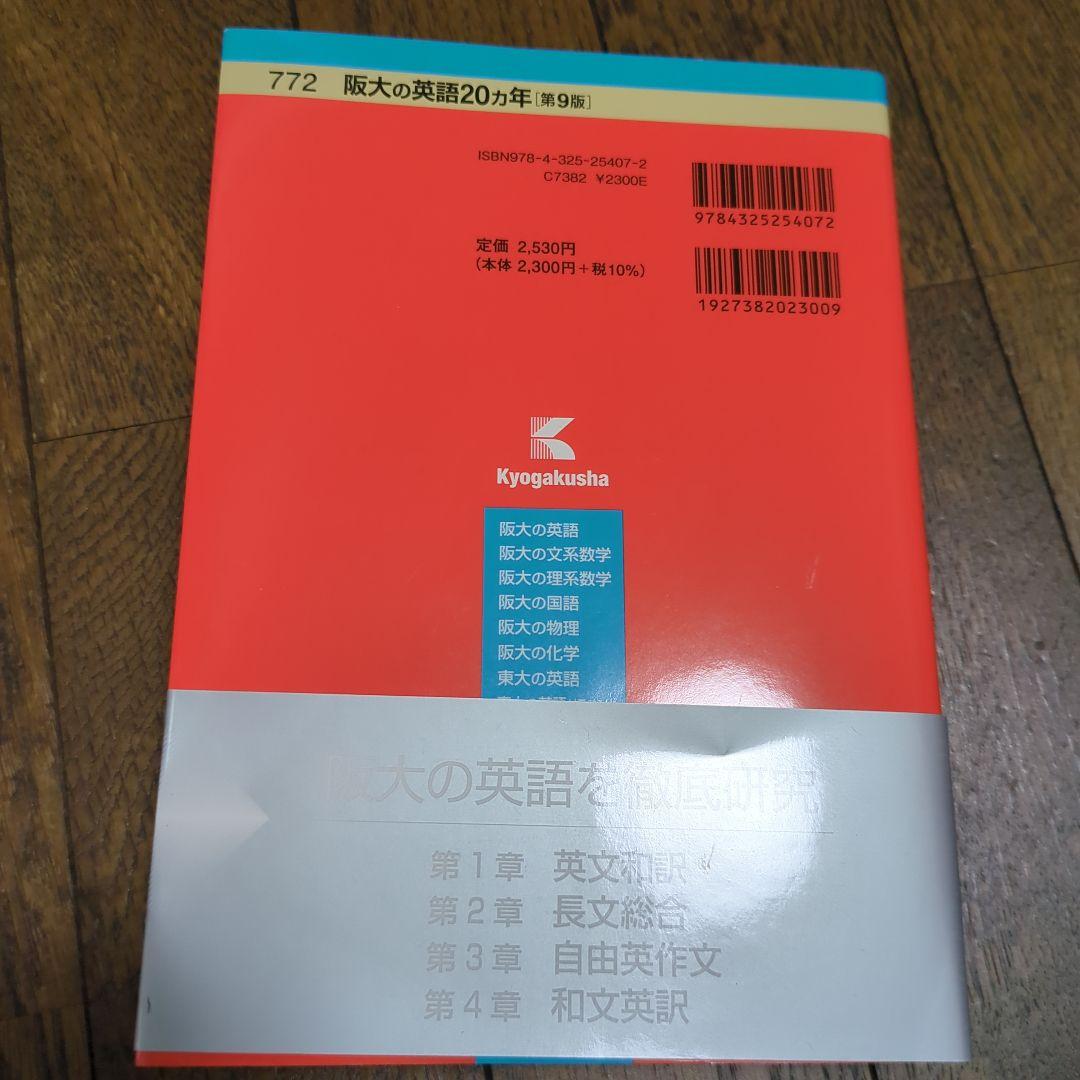 772 阪大の英語20カ年[第9版]
ISBN978-4-325-25407-2
C7382 ¥2300E
9784325254072
定価 2,530円
(本体 2,300円+税10%)
1927382023009
Kyogakusha
阪大の英語
阪大の文系数学
阪大の理系数学
阪大の国語
阪大の物理
阪大の化学
東大の英語
阪大の英語を徹底研究
第1章 英文和訳
第2章 長文総合
第3章 自由英作文
第4章 和文英訳